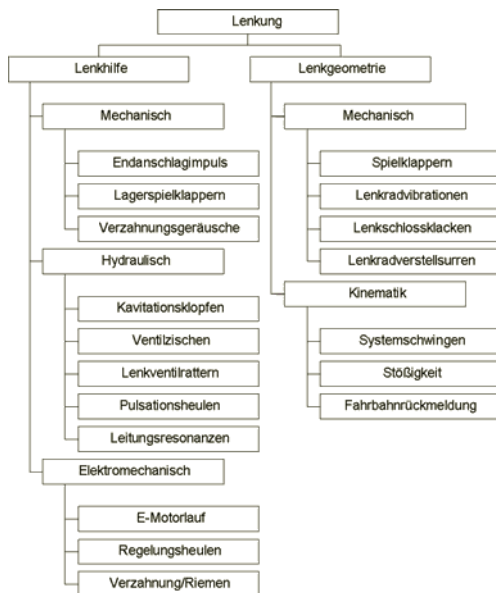 Lenkung
Lenkhilfe
Mechanisch
Endanschlagimpuls
Lagerspielklappern
Verzahnungsgeräusche
Hydraulisch
Kavitationsklopfen
Ventilzischen
Lenkventilrattern
Pulsationsheulen
Leitungsresonanzen
Elektromechanisch
E-Motorlauf
Regelungsheulen
Verzahnung/Riemen
Lenkgeometrie
Mechanisch
Spielklappern
Lenkradvibrationen
Lenkschlossklacken
Lenkradverstellsurren
Kinematik
Systemschwingen
Stößigkeit
Fahrbahnrückmeldung